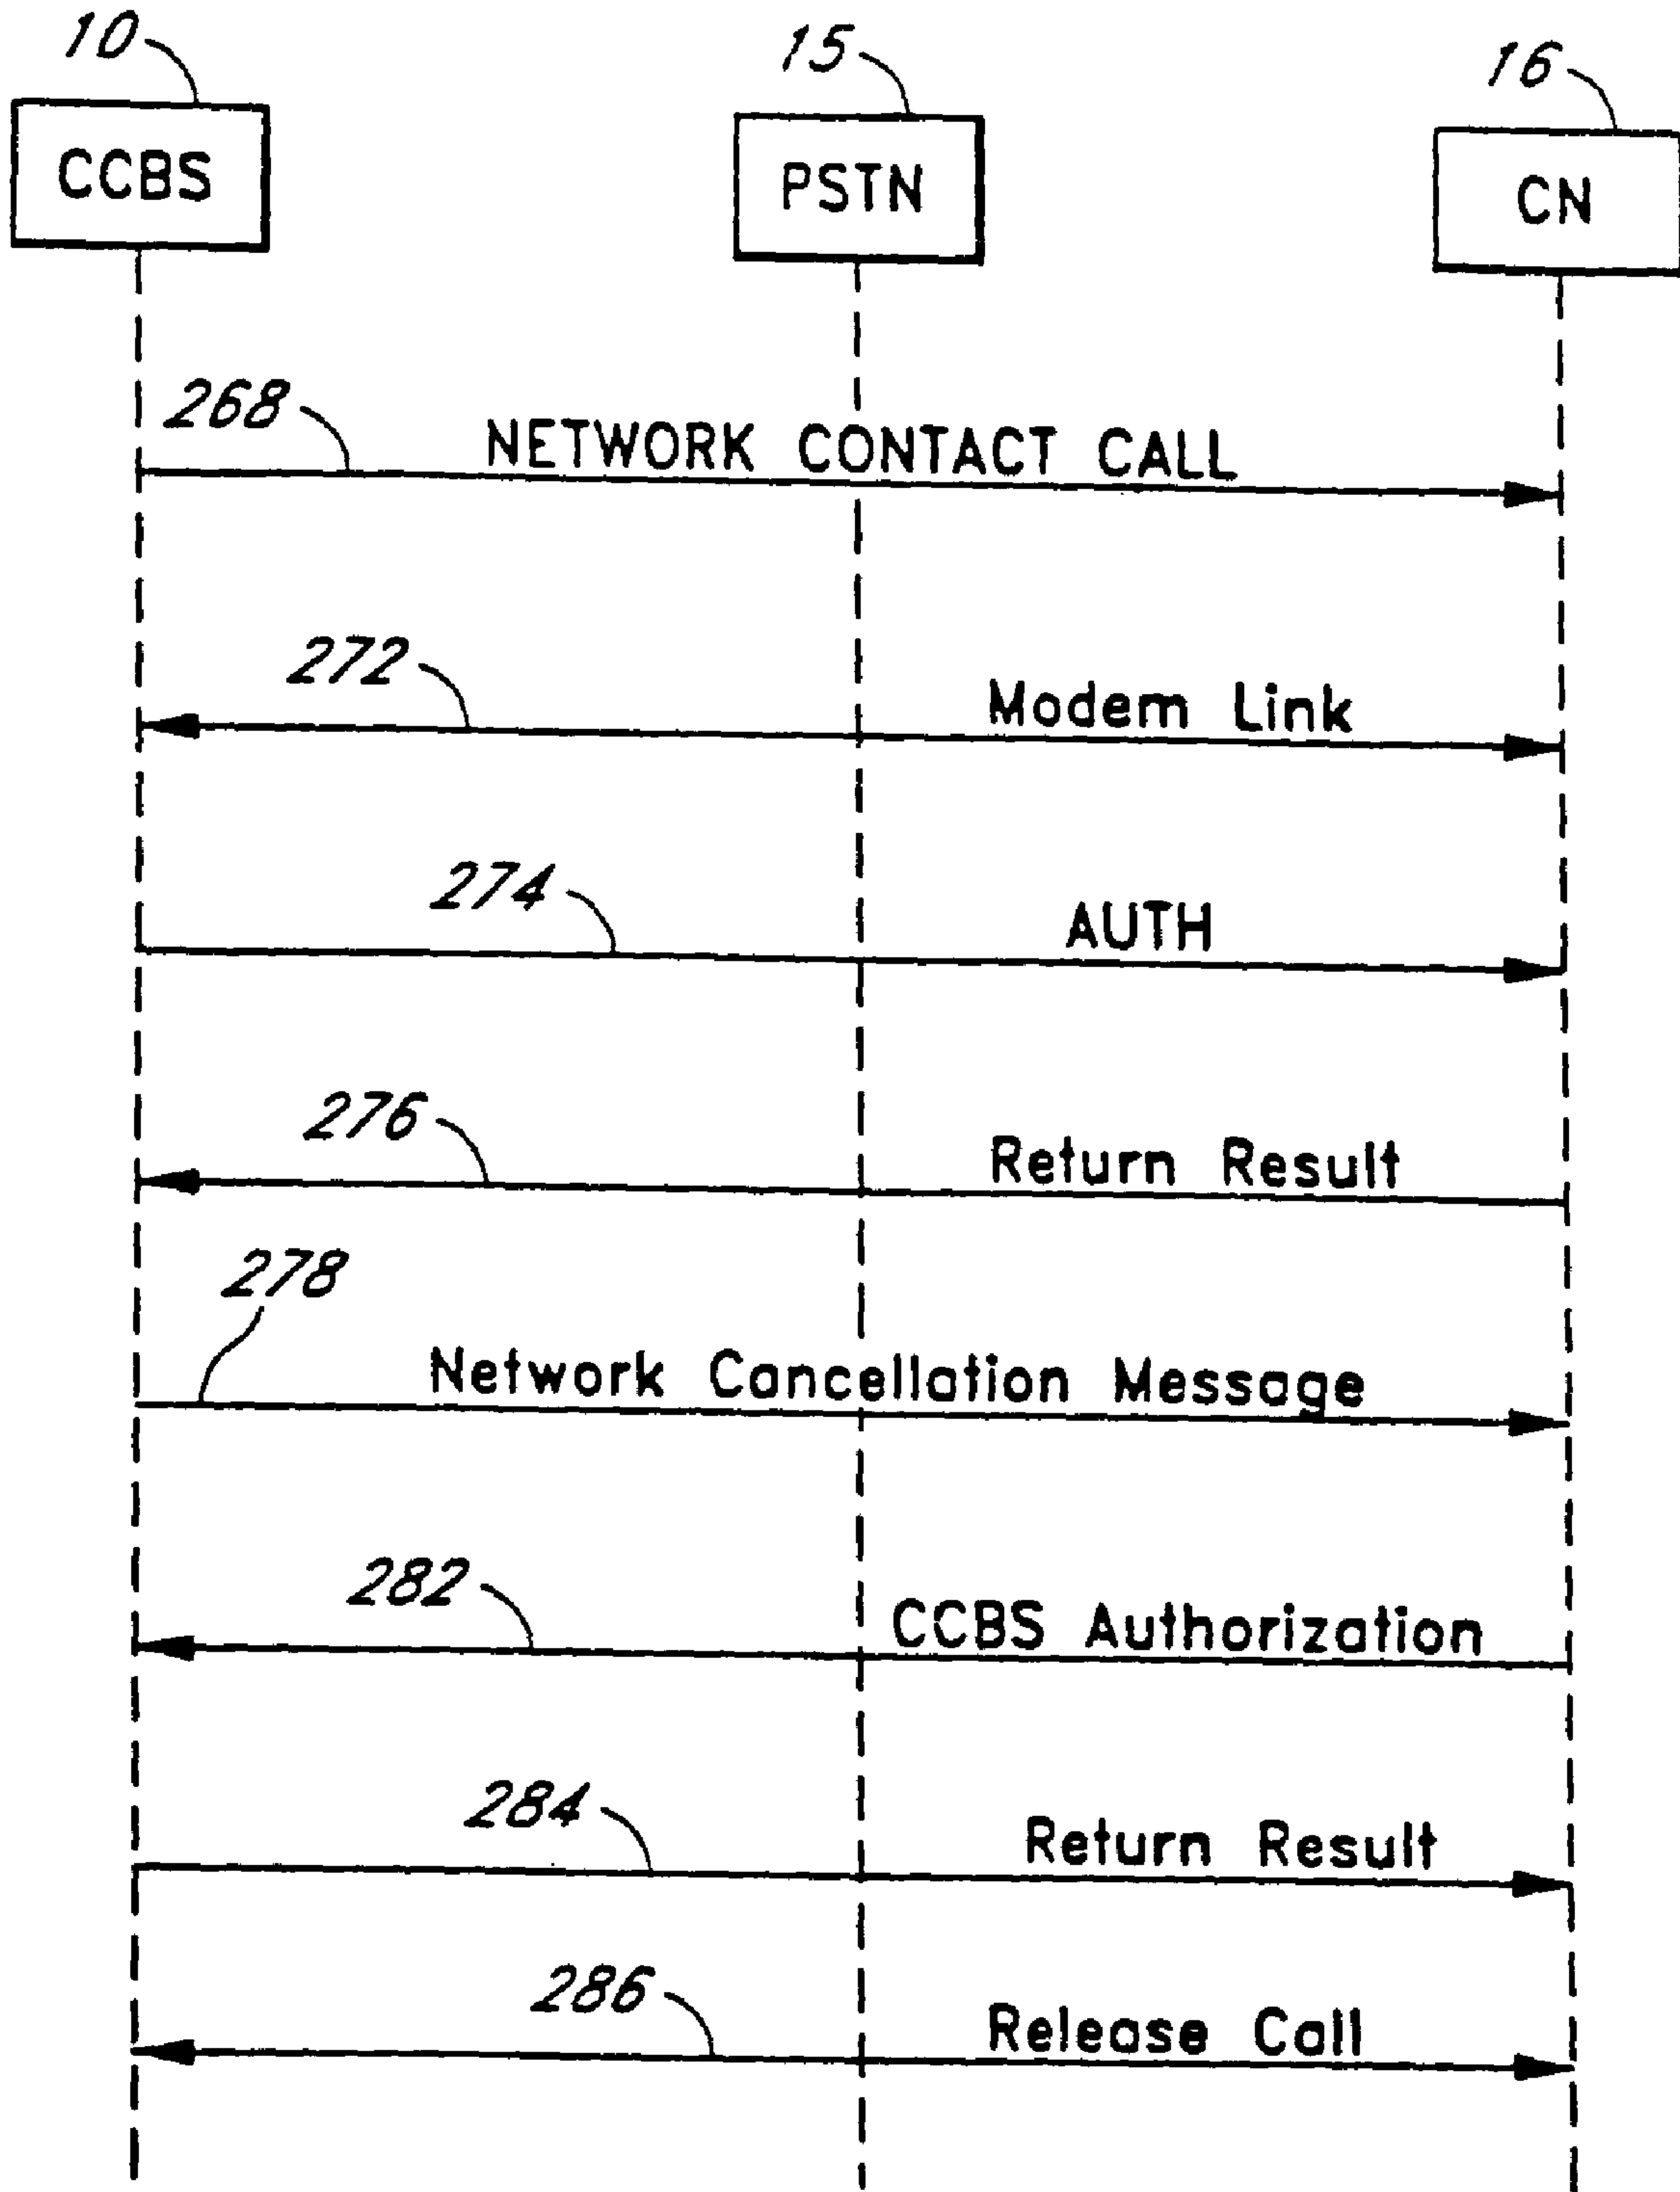 10
15
16
CCBS
PSTN
CN
268
NETWORK CONTACT CALL
272
Modem Link
274
AUTH
276
Return Result
278
Network Cancellation Message
282
CCBS Authorization
284
Return Result
286
Release Call